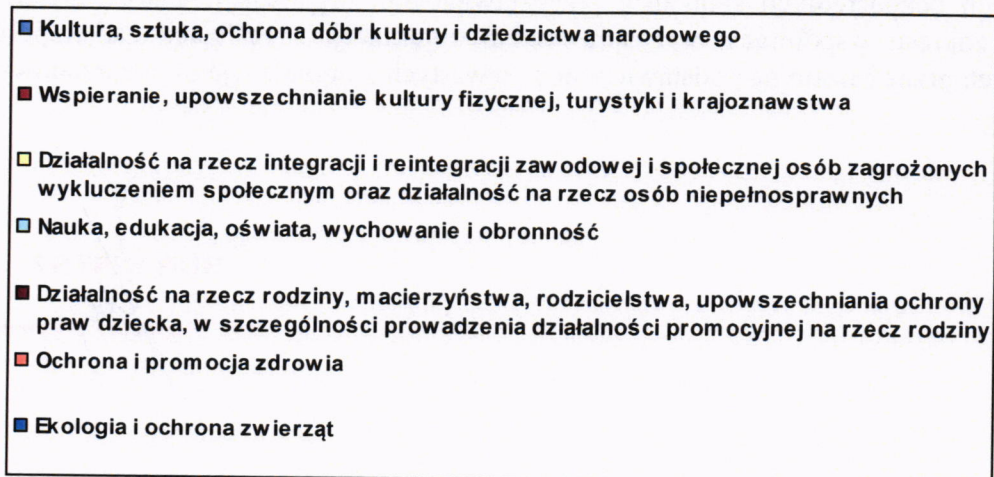 Kultura, sztuka, ochrona dóbr kultury i dziedzictwa narodowego
Wspieranie, upowszechnianie kultury fizycznej, turystyki i krajoznawstwa
Działalność na rzecz integracji i reintegracji zawodowej i społecznej osób zagrożonych
wykluczeniem społecznym oraz działalność na rzecz osób niepełnosprawnych
Nauka, edukacja, oświata, wychowanie i obronność
Działalność na rzecz rodziny, macierzyństwa, rodzicielstwa, upowszechniania ochrony
praw dziecka, w szczególności prowadzenia działalności promocyjnej na rzecz rodziny
Ochrona i promocja zdrowia
Ekologia i ochrona zwierząt